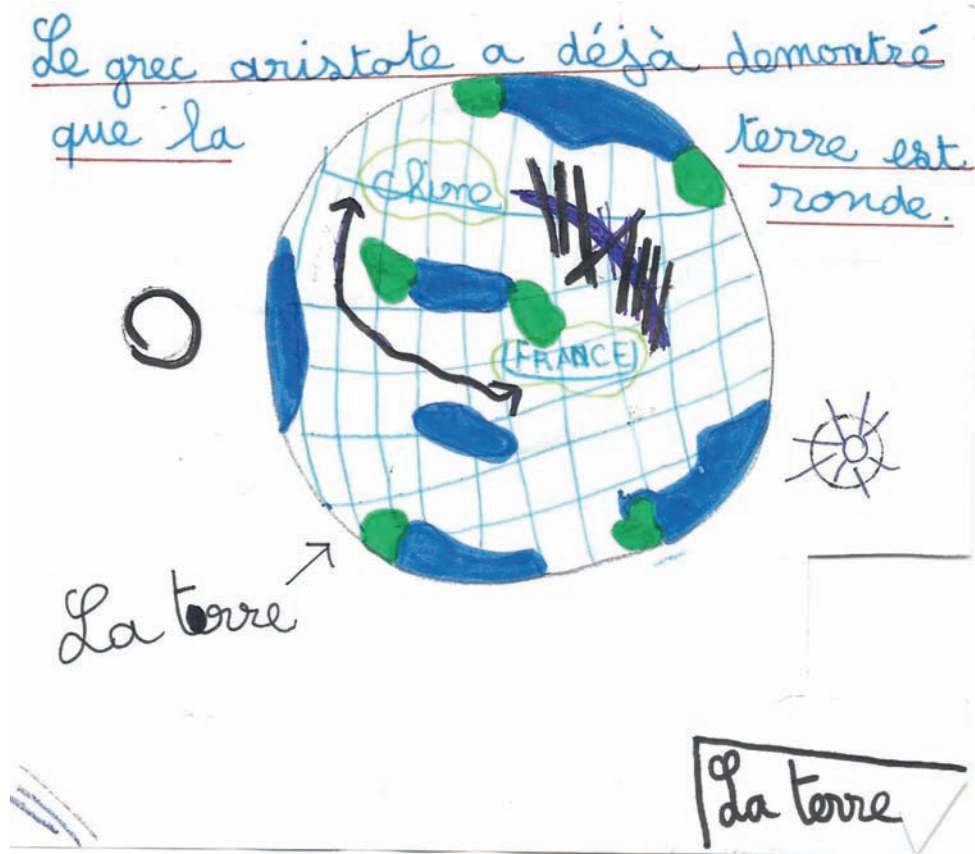 Le grec aristote a déjà demontré
que la terre est
ronde.
Chine
FRANCE
La terre
La terre